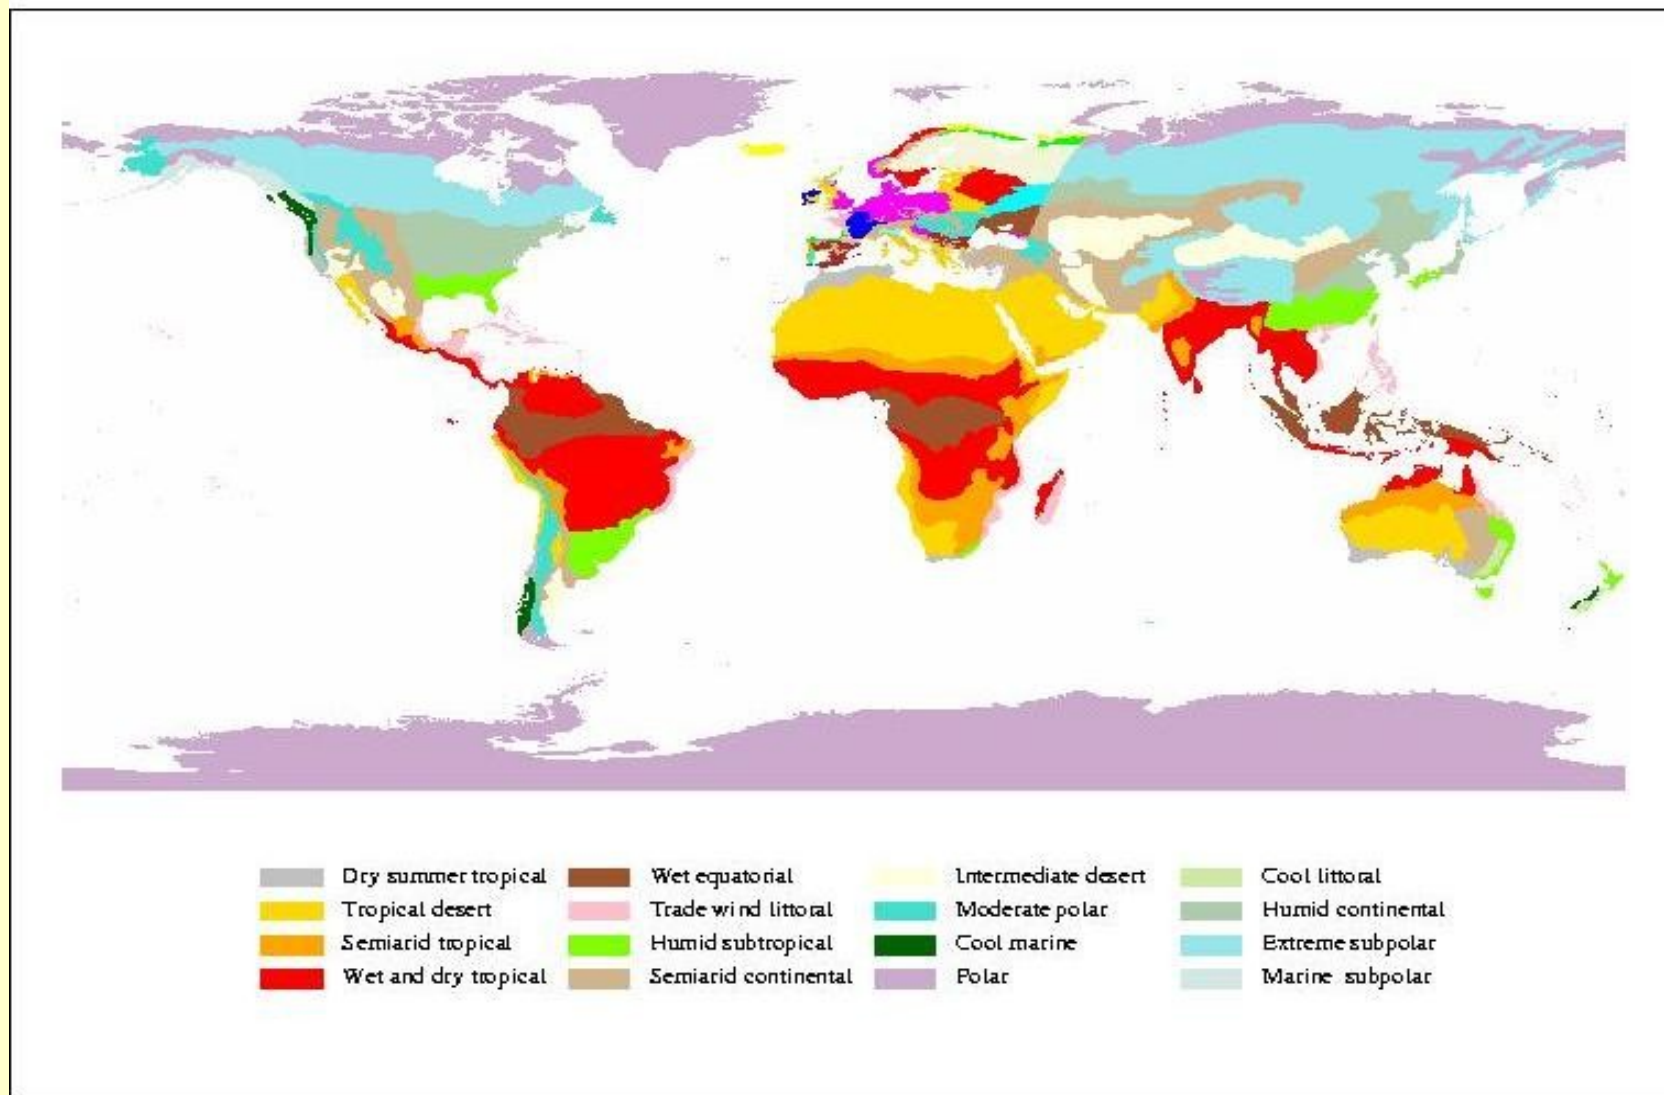 Dry summer tropical
Tropical desert
Semiarid tropical
Wet and dry tropical
Wet equatorial
Trade wind littoral
Humid subtropical
Semiarid continental
Intermediate desert
Moderate polar
Cool marine
Polar
Cool littoral
Humid continental
Extreme subpolar
Marine subpolar